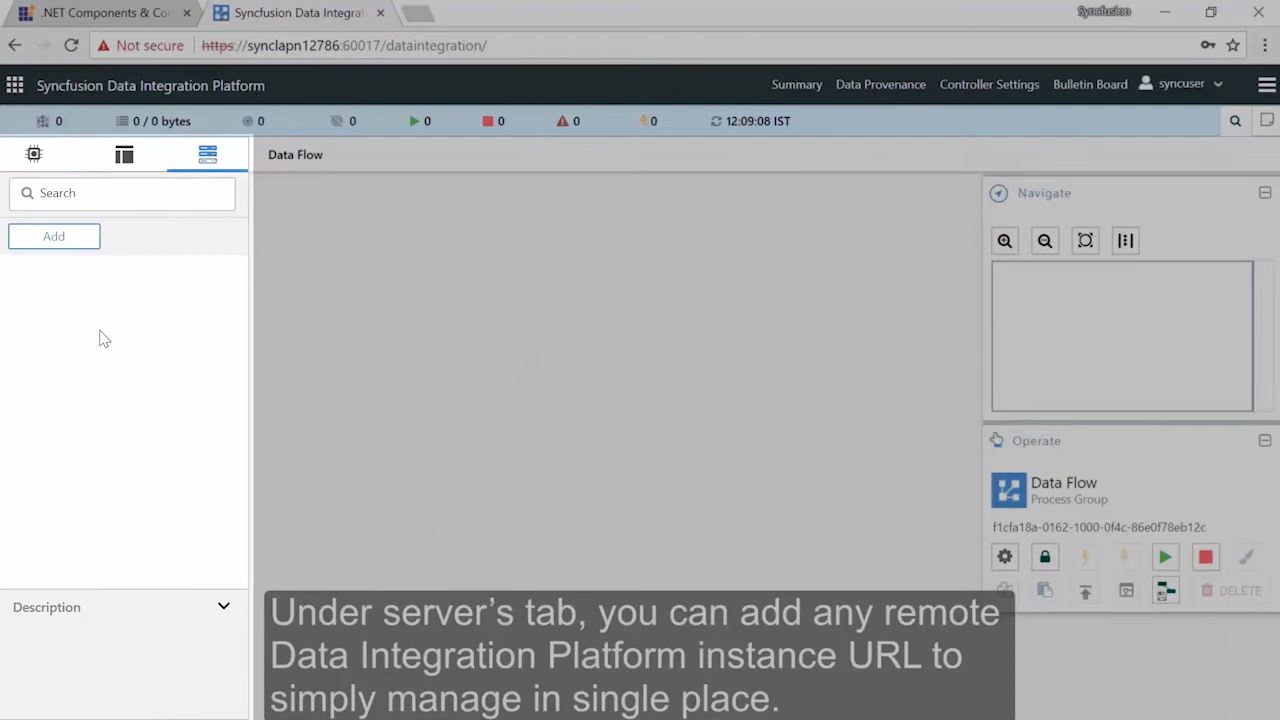 .NET Components & Co
Syncfusion Data Integrat
Syncfusion
Not secure
https://synclapn12786:60017/dataintegration/
Syncfusion Data Integration Platform
Summary
Data Provenance
Controller Settings
Bulletin Board
syncuser
0
0 / 0 bytes
0
0
0
0
0
0
12:09:08 IST
Data Flow
Search
Add
Navigate
Operate
Data Flow
Process Group
f1cfa18a-0162-1000-0f4c-86e0f78eb12c
DELETE
Description
Under server’s tab, you can add any remote
Data Integration Platform instance URL to
simply manage in single place.